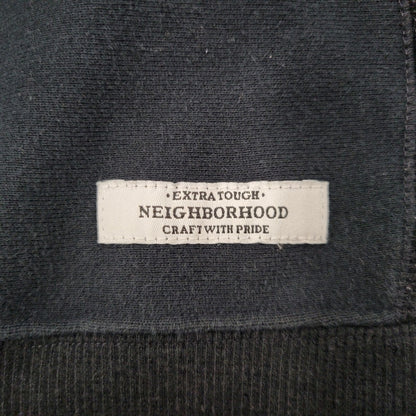 · EXTRA TOUGH ·
NEIGHBORHOOD
CRAFT WITH PRIDE